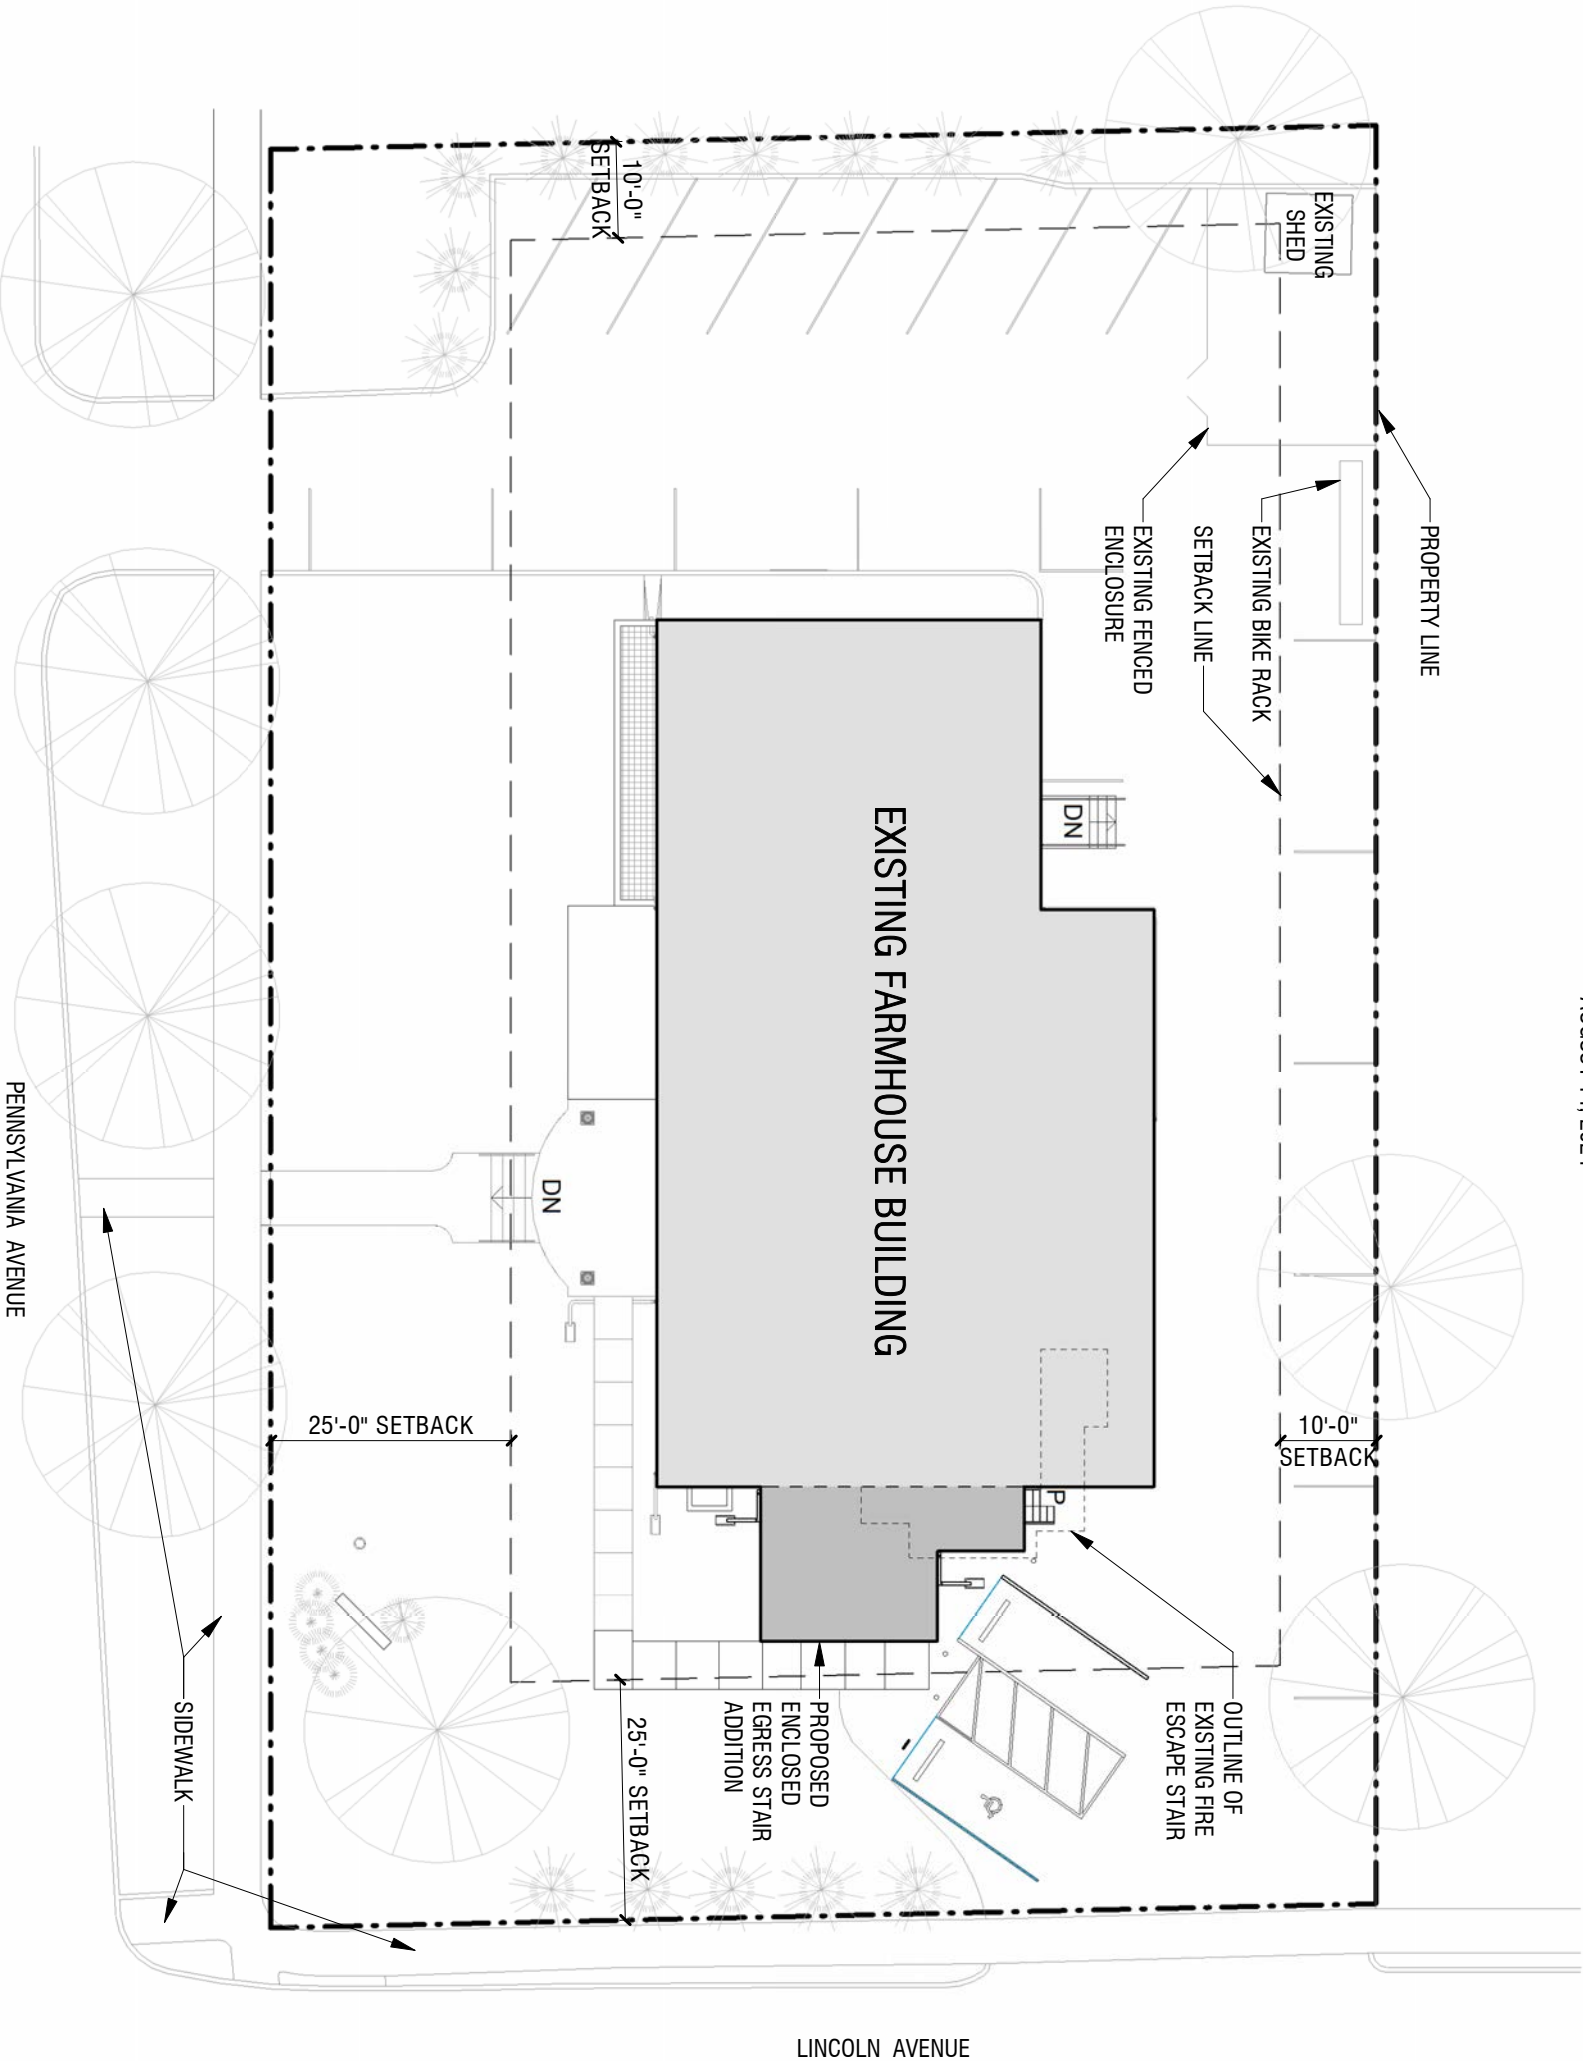 EXISTING
SHED
10'-0"
SETBACK
PROPERTY LINE
EXISTING BIKE RACK
SETBACK LINE
EXISTING FENCED
ENCLOSURE
DN
EXISTING FARMHOUSE BUILDING
DN
PENNSYLVANIA AVENUE
25'-0" SETBACK
10'-0"
SETBACK
P
OUTLINE OF
EXISTING FIRE
ESCAPE STAIR
PROPOSED
ENCLOSED
EGRESS STAIR
ADDITION
25'-0" SETBACK
SIDEWALK
LINCOLN AVENUE